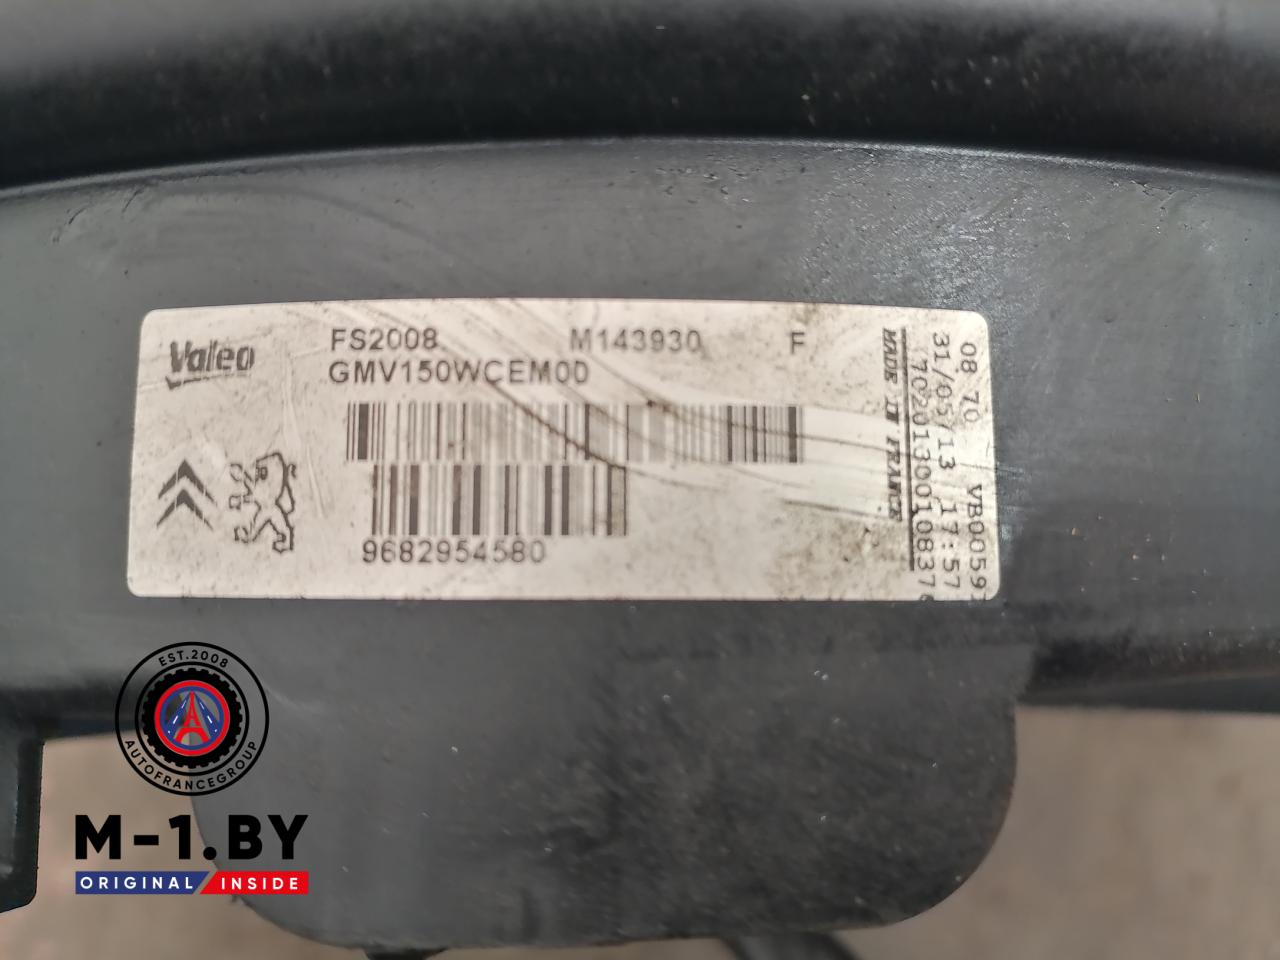 Valeo
FS2008 M143930 F
GMV150WCEM00
9682954580
MADE IN FRANCE
08 70 VB0059
31/05/13 17:57
EST.2008
AUTOFRANCEGROUP
M-1.BY
ORIGINAL INSIDE